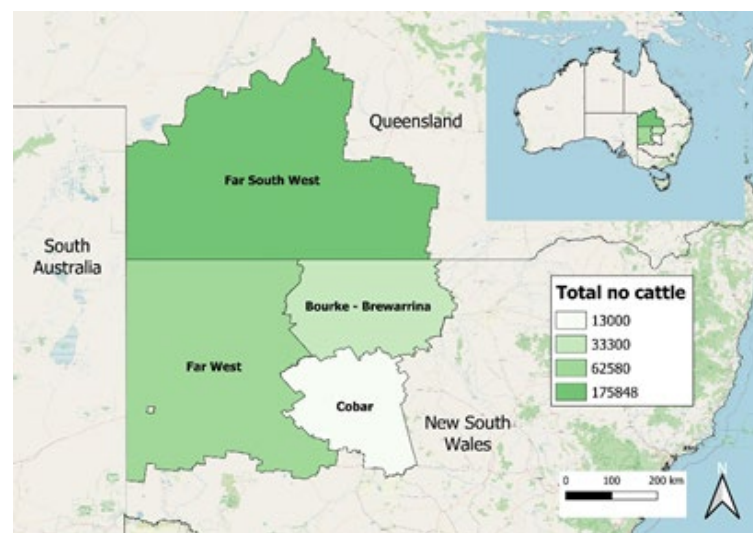 Queensland
Far South West
South
Australia
Bourke - Brewarrina
Far West
Cobar
New South
Wales
Total no cattle
13000
33300
62580
175848
0 100 200 km
N